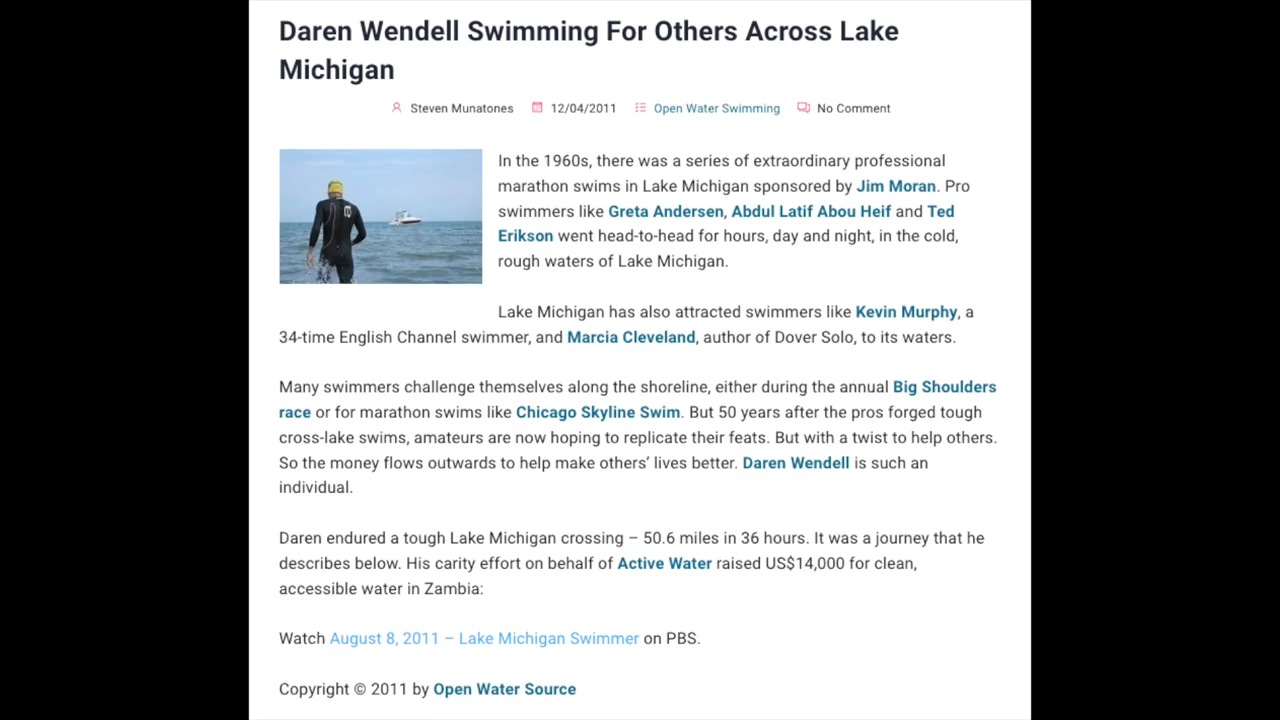 Daren Wendell Swimming For Others Across Lake
Michigan
Steven Munatones 12/04/2011 Open Water Swimming No Comment
In the 1960s, there was a series of extraordinary professional
marathon swims in Lake Michigan sponsored by Jim Moran. Pro
swimmers like Greta Andersen, Abdul Latif Abou Heif and Ted
Erikson went head-to-head for hours, day and night, in the cold,
rough waters of Lake Michigan.
Lake Michigan has also attracted swimmers like Kevin Murphy, a
34-time English Channel swimmer, and Marcia Cleveland, author of Dover Solo, to its waters.
Many swimmers challenge themselves along the shoreline, either during the annual Big Shoulders
race or for marathon swims like Chicago Skyline Swim. But 50 years after the pros forged tough
cross-lake swims, amateurs are now hoping to replicate their feats. But with a twist to help others.
So the money flows outwards to help make others’ lives better. Daren Wendell is such an
individual.
Daren endured a tough Lake Michigan crossing – 50.6 miles in 36 hours. It was a journey that he
describes below. His carity effort on behalf of Active Water raised US$14,000 for clean,
accessible water in Zambia:
Watch August 8, 2011 – Lake Michigan Swimmer on PBS.
Copyright © 2011 by Open Water Source